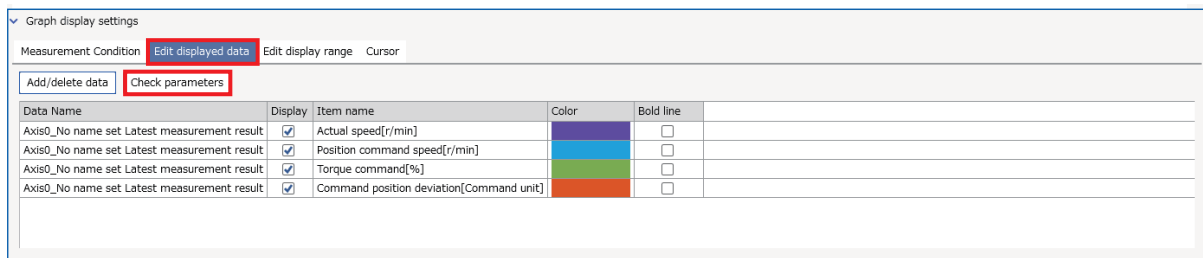 Graph display settings
Measurement Condition Edit displayed data Edit display range Cursor
Add/delete data Check parameters
Data Name Display Item name Color Bold line
Axis0_No name set Latest measurement result Actual speed[r/min]
Axis0_No name set Latest measurement result Position command speed[r/min]
Axis0_No name set Latest measurement result Torque command[%]
Axis0_No name set Latest measurement result Command position deviation[Command unit]